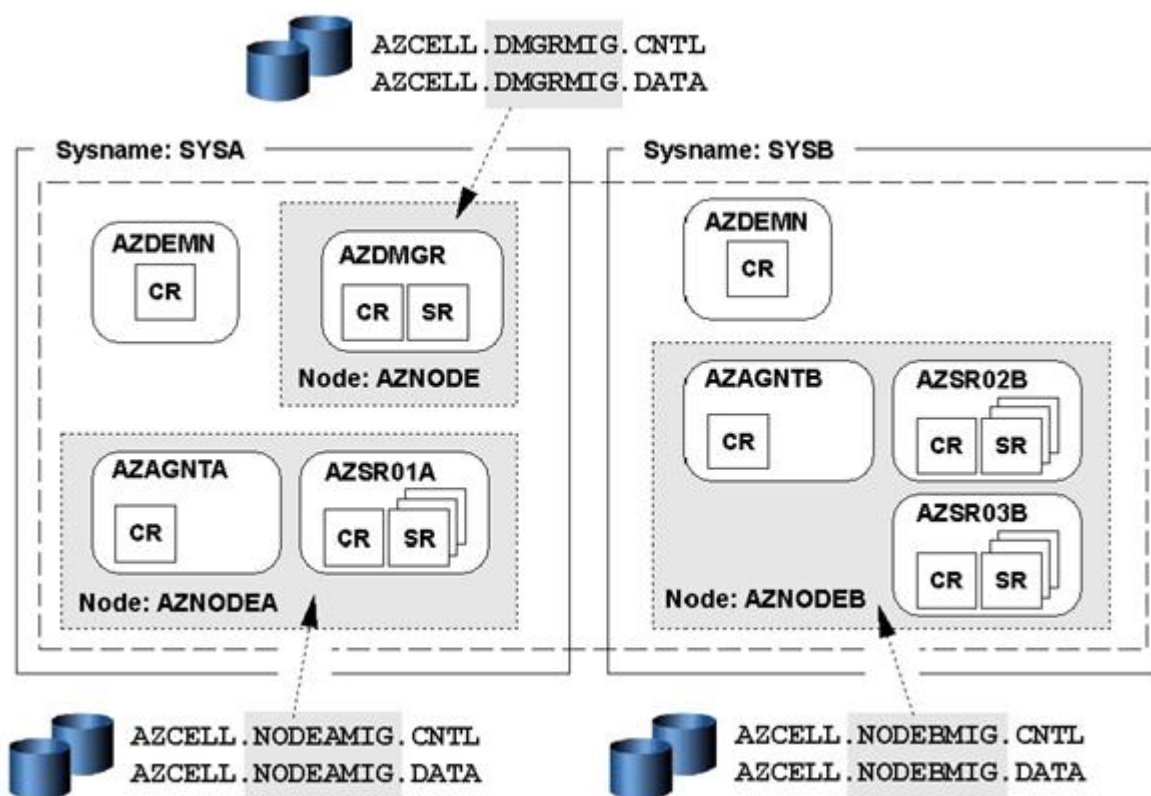 AZCELL.DMGRMIG.CNTL
AZCELL.DMGRMIG.DATA
Sysname: SYSA
AZDEMN
CR
AZDMGR
CR SR
Node: AZNODE
AZAGNTA
CR
AZSR01A
CR SR
Node: AZNODEA
Sysname: SYSB
AZDEMN
CR
AZAGNTB
CR
AZSR02B
CR SR
AZSR03B
CR SR
Node: AZNODEB
AZCELL.NODEAMIG.CNTL
AZCELL.NODEAMIG.DATA
AZCELL.NODEBMIG.CNTL
AZCELL.NODEBMIG.DATA